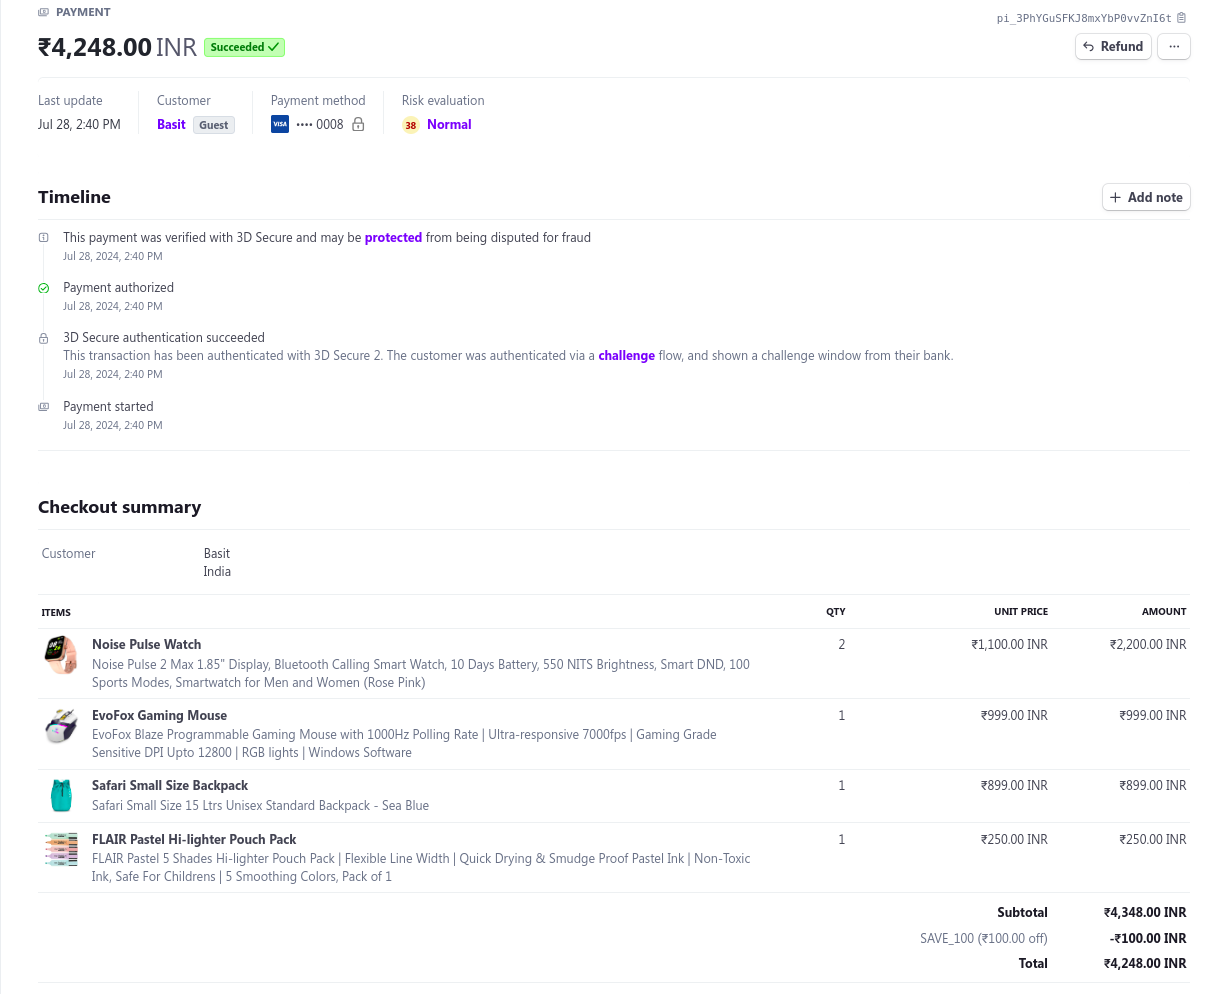 PAYMENT
pi_3PhYGuSFKJ8mxYbP0vvZnI6t
₹4,248.00 INR Succeeded
Refund
Last update
Customer
Payment method
Risk evaluation
Jul 28, 2:40 PM
Basit Guest
VISA •••• 0008
38 Normal
Timeline
Add note
This payment was verified with 3D Secure and may be protected from being disputed for fraud
Jul 28, 2024, 2:40 PM
Payment authorized
Jul 28, 2024, 2:40 PM
3D Secure authentication succeeded
This transaction has been authenticated with 3D Secure 2. The customer was authenticated via a challenge flow, and shown a challenge window from their bank.
Jul 28, 2024, 2:40 PM
Payment started
Jul 28, 2024, 2:40 PM
Checkout summary
Customer Basit
India
ITEMS QTY UNIT PRICE AMOUNT
Noise Pulse Watch 2 ₹1,100.00 INR ₹2,200.00 INR
Noise Pulse 2 Max 1.85" Display, Bluetooth Calling Smart Watch, 10 Days Battery, 550 NITS Brightness, Smart DND, 100
Sports Modes, Smartwatch for Men and Women (Rose Pink)
EvoFox Gaming Mouse 1 ₹999.00 INR ₹999.00 INR
EvoFox Blaze Programmable Gaming Mouse with 1000Hz Polling Rate | Ultra-responsive 7000fps | Gaming Grade
Sensitive DPI Upto 12800 | RGB lights | Windows Software
Safari Small Size Backpack 1 ₹899.00 INR ₹899.00 INR
Safari Small Size 15 Ltrs Unisex Standard Backpack - Sea Blue
FLAIR Pastel Hi-lighter Pouch Pack 1 ₹250.00 INR ₹250.00 INR
FLAIR Pastel 5 Shades Hi-lighter Pouch Pack | Flexible Line Width | Quick Drying & Smudge Proof Pastel Ink | Non-Toxic
Ink, Safe For Childrens | 5 Smoothing Colors, Pack of 1
Subtotal ₹4,348.00 INR
SAVE_100 (₹100.00 off) -₹100.00 INR
Total ₹4,248.00 INR